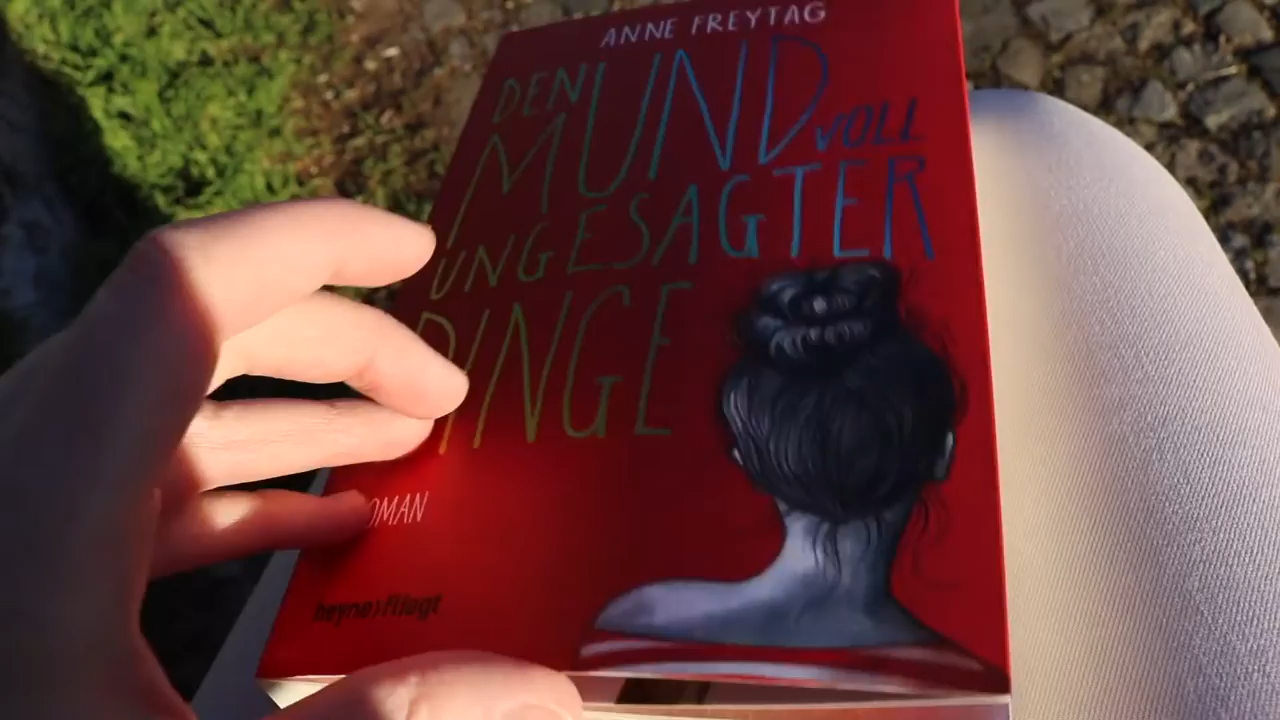 ANNE FREYTAG
DEN MUND VOLL
UNGESAGTER
DINGE
ROMAN
heyne›fliegt